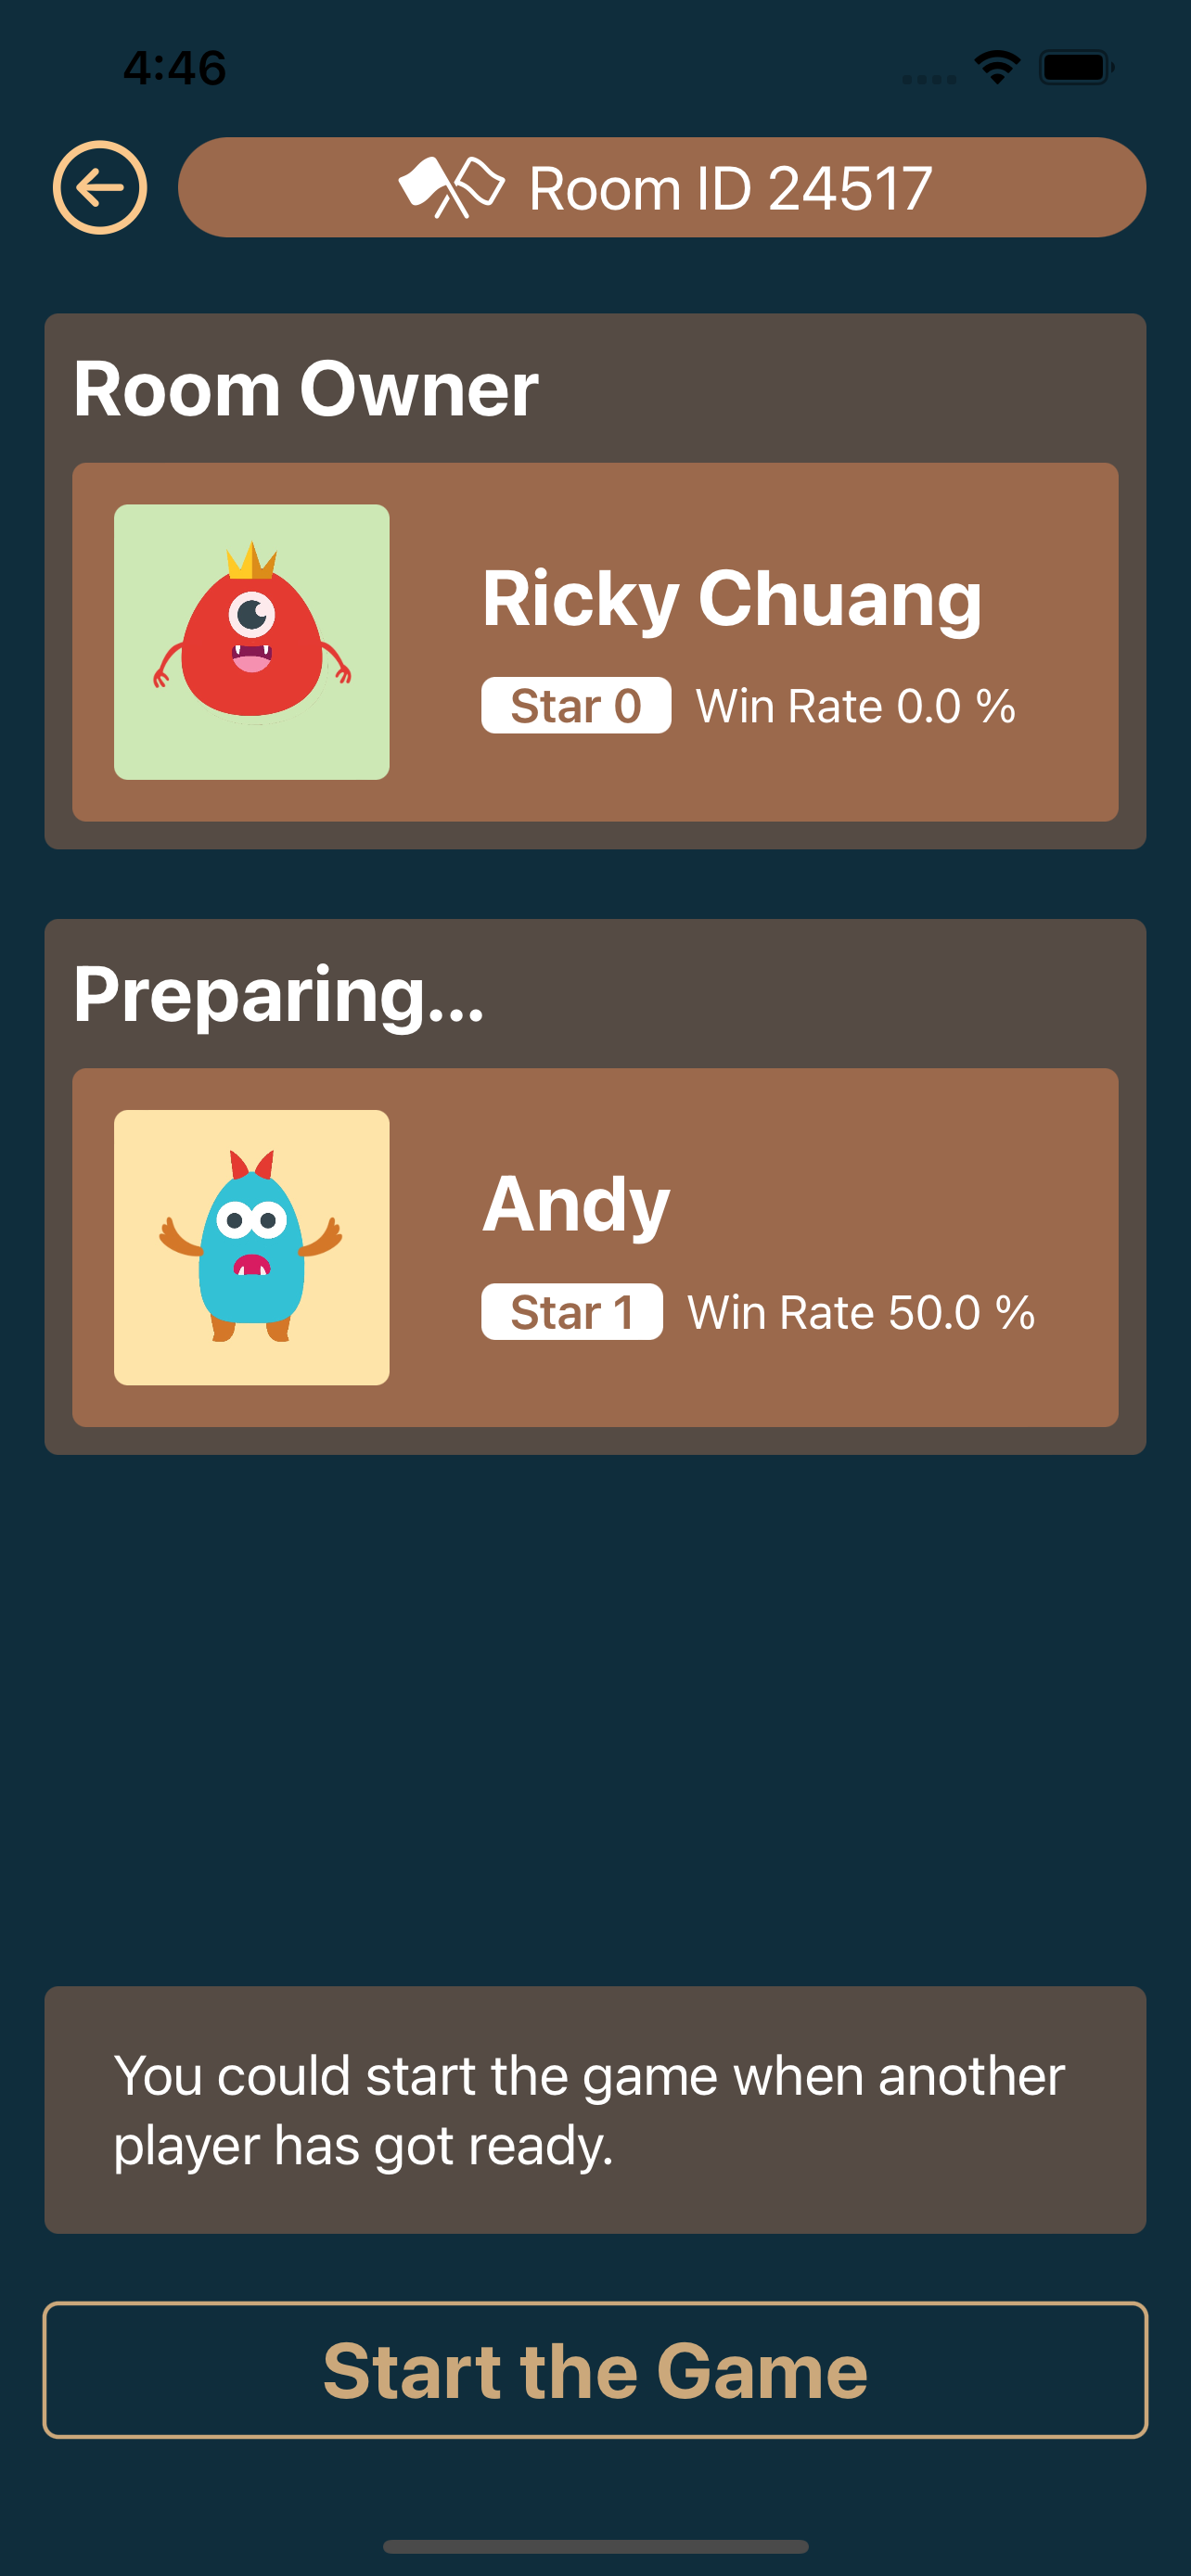 4:46
Room ID 24517
Room Owner
Ricky Chuang
Star 0 Win Rate 0.0 %
Preparing...
Andy
Star 1 Win Rate 50.0 %
You could start the game when another
player has got ready.
Start the Game